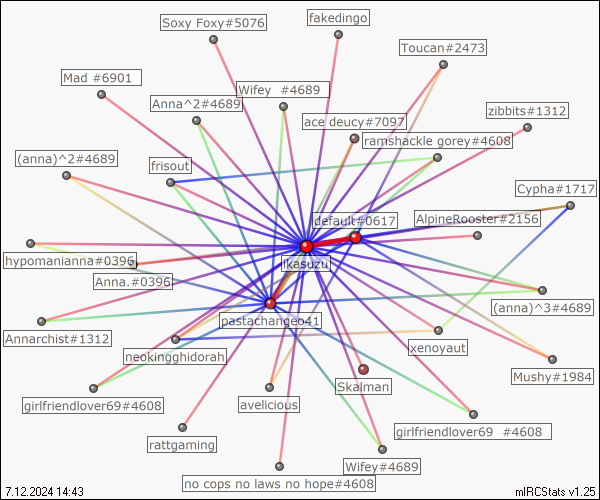 Soxy Foxy#5076
fakedingo
Toucan#2473
Mad #6901
Wifey #4689
Anna^2#4689
zibbits#1312
ace deucy#7097
ramshackle gorey#4608
(anna)^2#4689
frisout
Cypha#1717
default#0617
AlpineRooster#2156
hypomanianna#0396
ikasuzu
Anna.#0396
(anna)^3#4689
pastachangeo41
Annarchist#1312
xenoyaut
neokingghidorah
Mushy#1984
Skalman
girlfriendlover69#4608
avelicious
girlfriendlover69 #4608
rattgaming
Wifey#4689
no cops no laws no hope#4608
7.12.2024 14:43
mIRCStats v1.25